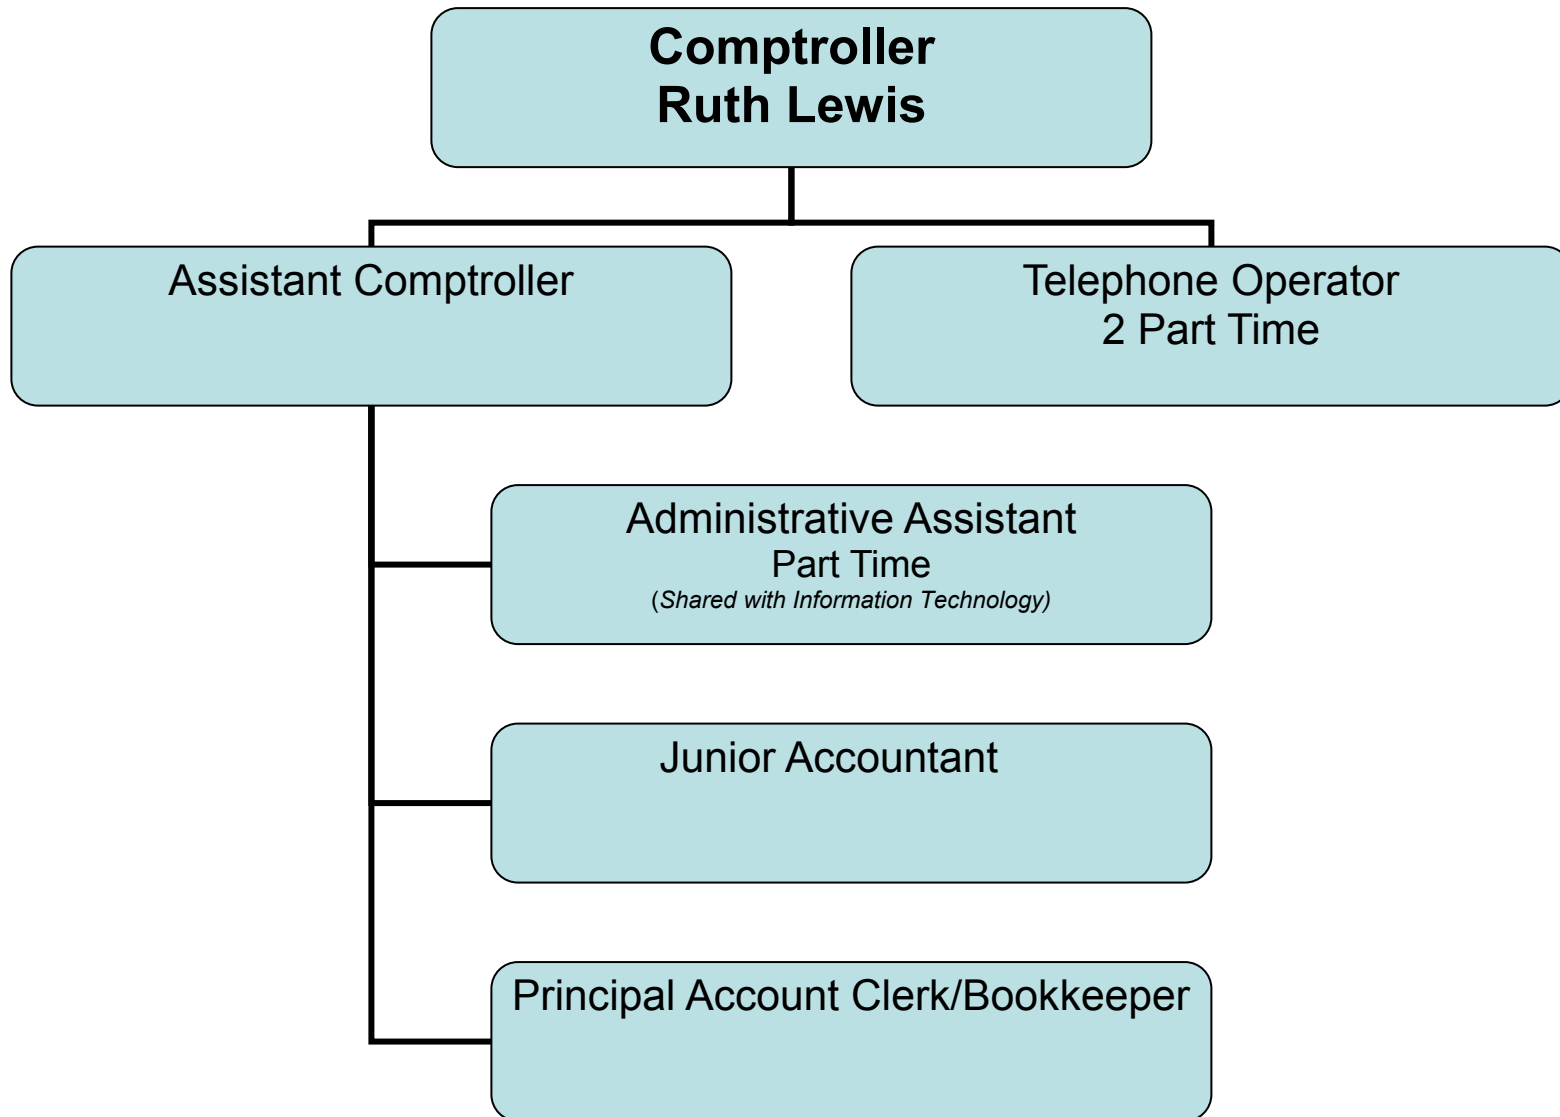 Comptroller
Ruth Lewis
Assistant Comptroller
Telephone Operator
2 Part Time
Administrative Assistant
Part Time
(Shared with Information Technology)
Junior Accountant
Principal Account Clerk/Bookkeeper